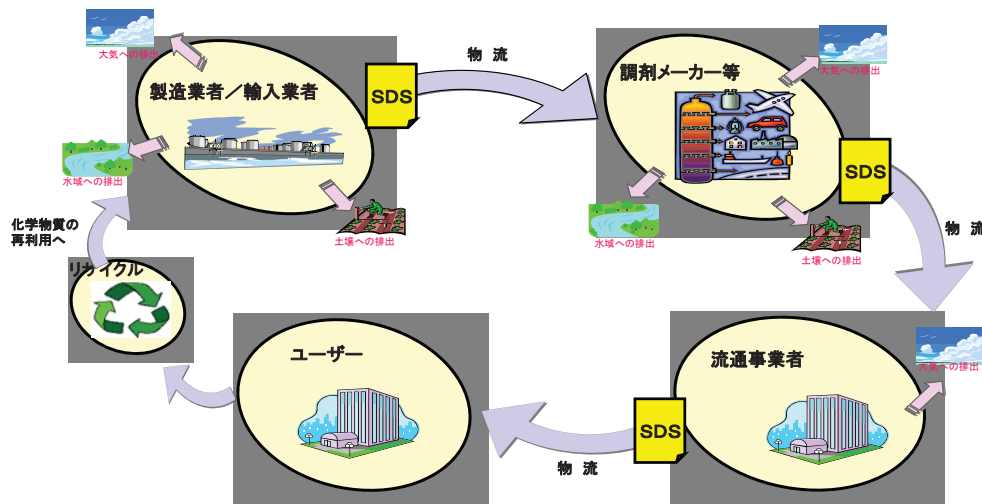 大気への排出
製造業者／輸入業者
SDS
水域への排出
土壌への排出
物 流
調剤メーカー等
大気への排出
SDS
水域への排出
土壌への排出
物 流
流通事業者
大気への排出
SDS
物 流
ユーザー
リサイクル
化学物質の
再利用へ